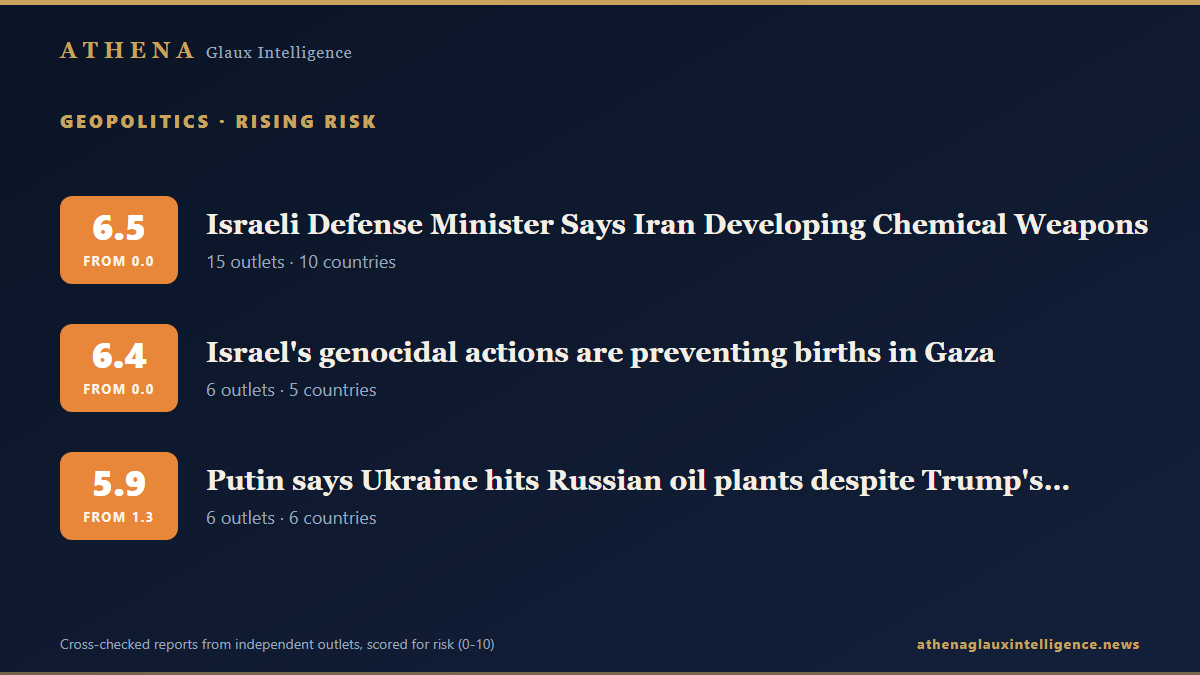 ATHENA Glaux Intelligence
GEOPOLITICS · RISING RISK
6.5
FROM 0.0
Israeli Defense Minister Says Iran Developing Chemical Weapons
15 outlets · 10 countries
6.4
FROM 0.0
Israel's genocidal actions are preventing births in Gaza
6 outlets · 5 countries
5.9
FROM 1.3
Putin says Ukraine hits Russian oil plants despite Trump's...
6 outlets · 6 countries
Cross-checked reports from independent outlets, scored for risk (0-10)
athenaglauxintelligence.news